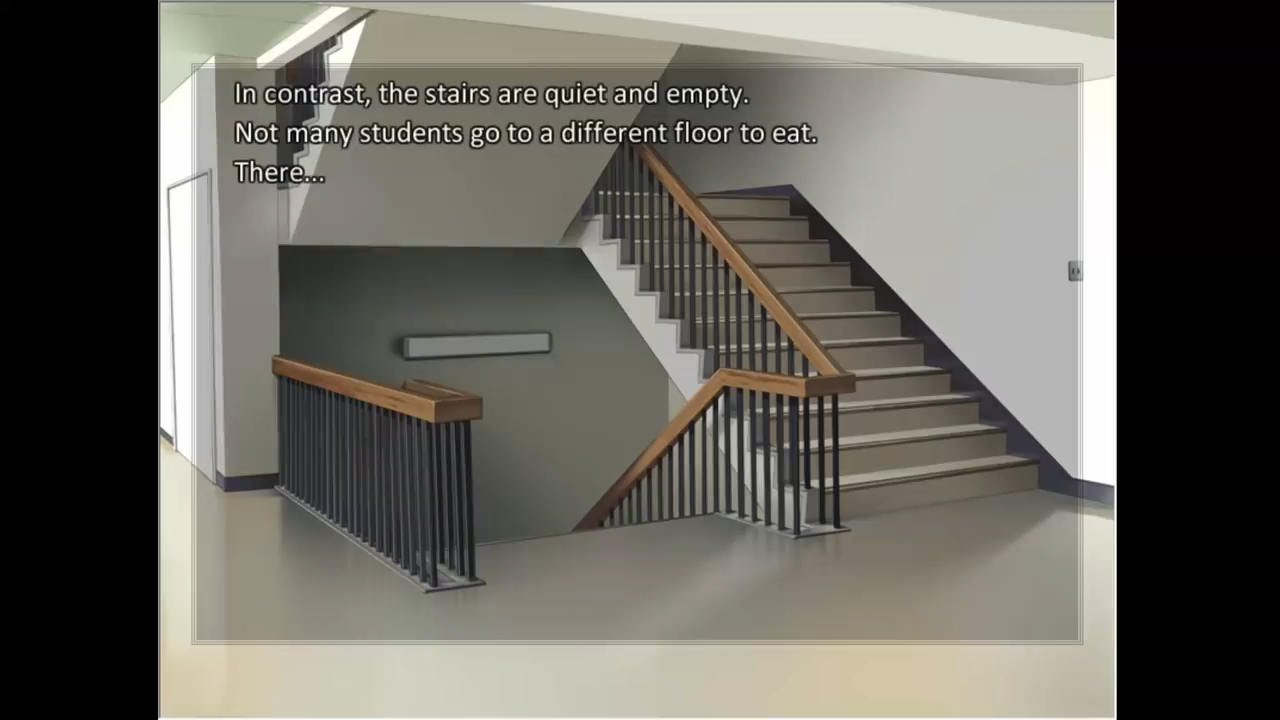 In contrast, the stairs are quiet and empty.
Not many students go to a different floor to eat.
There...